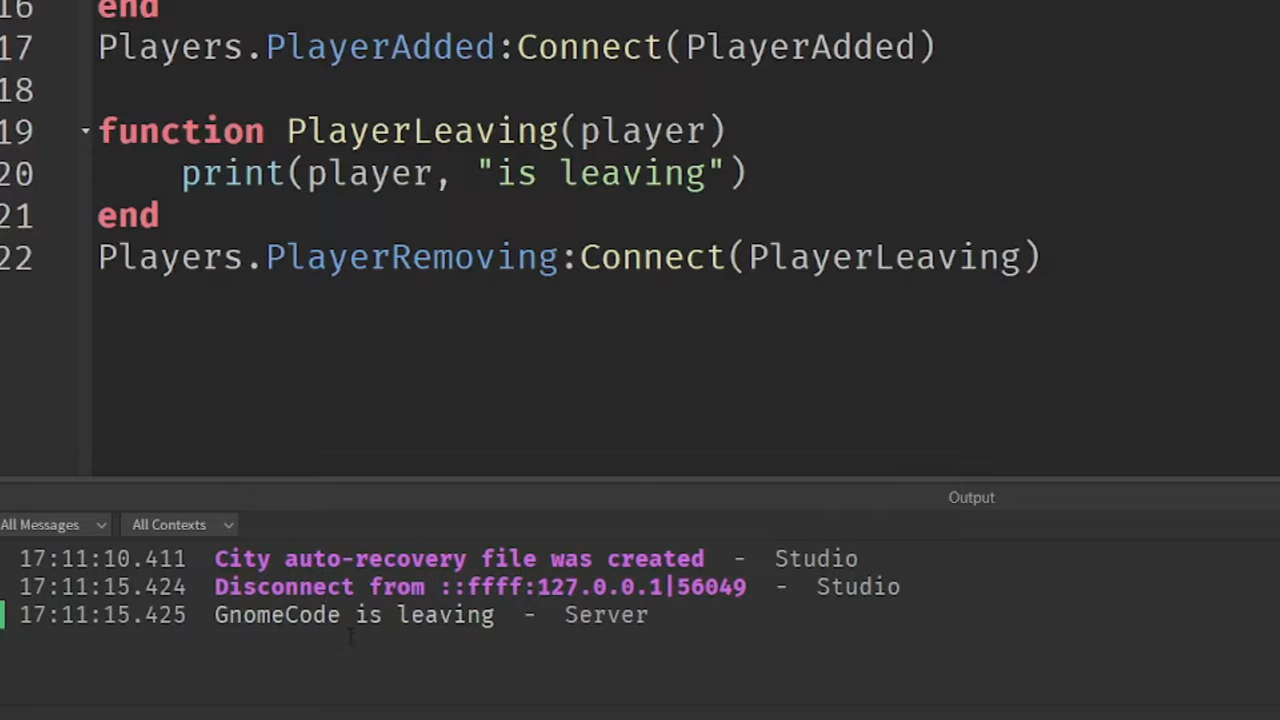 16 end
17 Players.PlayerAdded:Connect(PlayerAdded)
18
19 function PlayerLeaving(player)
20 print(player, "is leaving")
21 end
22 Players.PlayerRemoving:Connect(PlayerLeaving)
Output
All Messages All Contexts
17:11:10.411 City auto-recovery file was created - Studio
17:11:15.424 Disconnect from ::ffff:127.0.0.1|56049 - Studio
17:11:15.425 GnomeCode is leaving - Server